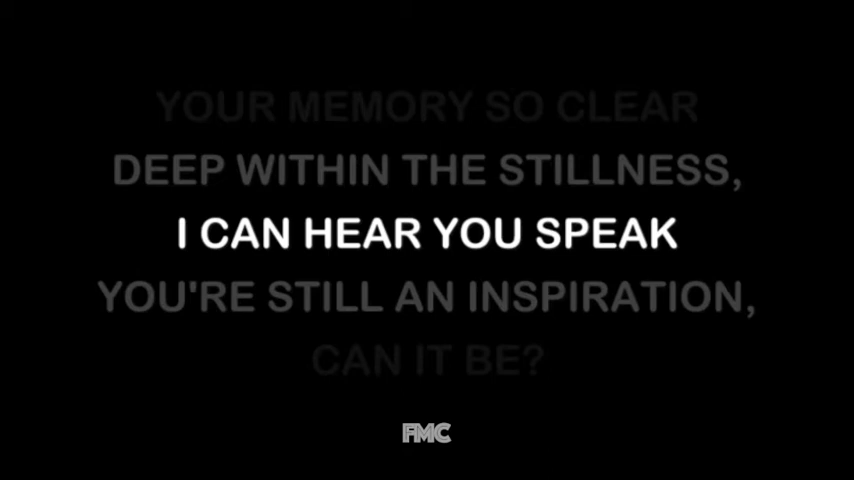 YOUR MEMORY SO CLEAR
DEEP WITHIN THE STILLNESS,
I CAN HEAR YOU SPEAK
YOU'RE STILL AN INSPIRATION,
CAN IT BE?
FMC